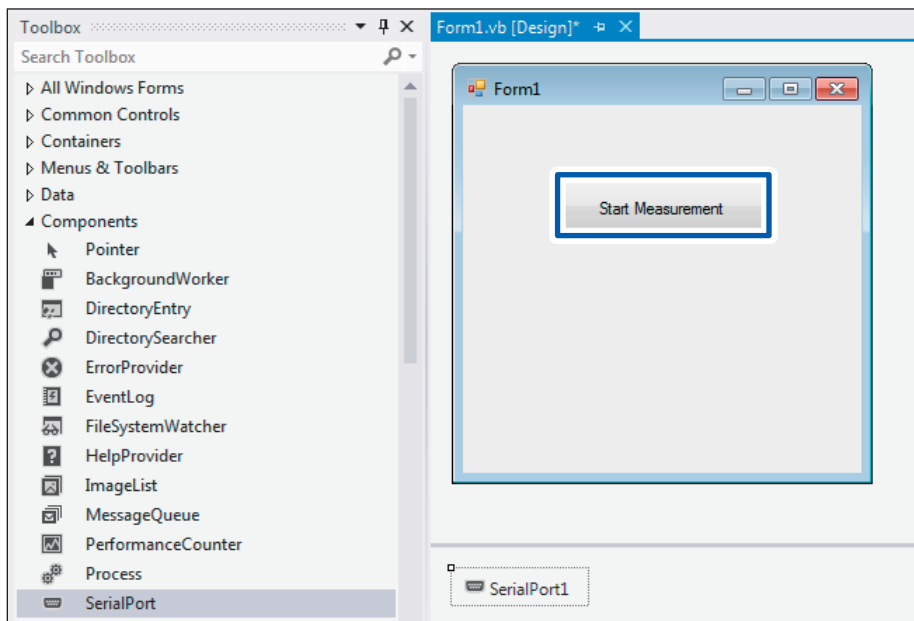 Toolbox
Search Toolbox
All Windows Forms
Common Controls
Containers
Menus & Toolbars
Data
Components
Pointer
BackgroundWorker
DirectoryEntry
DirectorySearcher
ErrorProvider
EventLog
FileSystemWatcher
HelpProvider
ImageList
MessageQueue
PerformanceCounter
Process
SerialPort
Form1.vb [Design]*
Form1
Start Measurement
SerialPort1